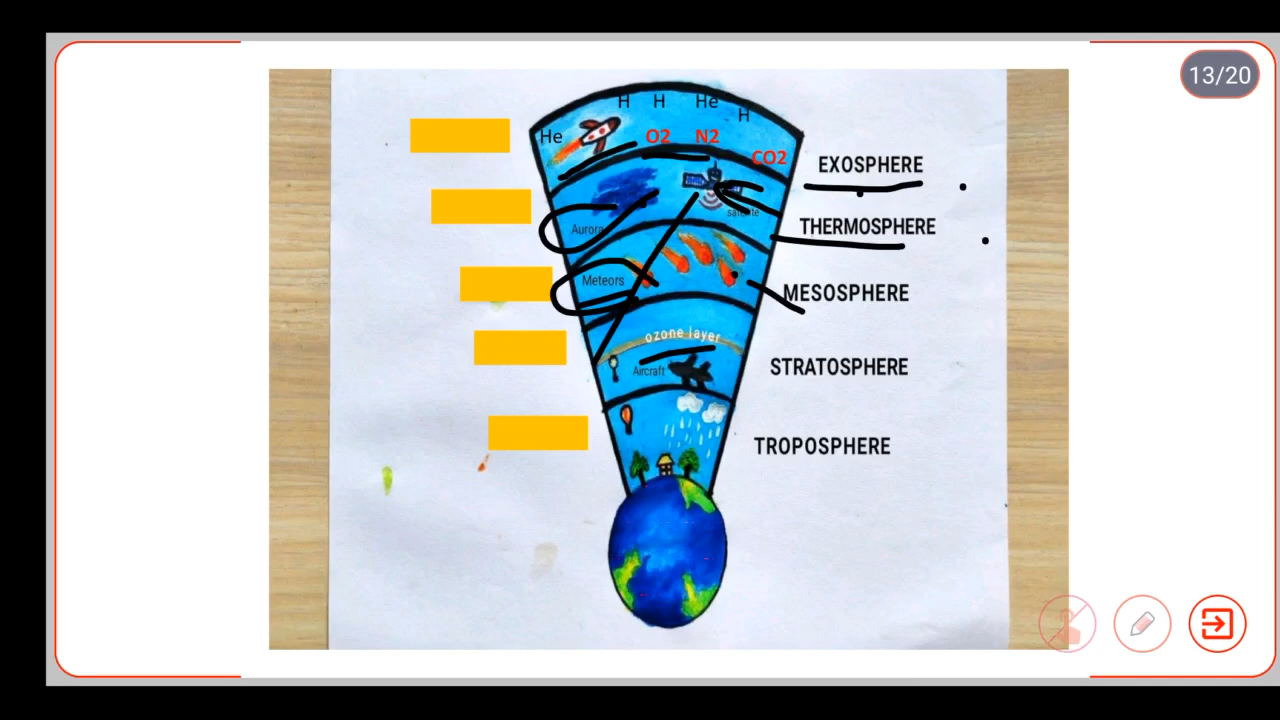 13/20
H H He
H
He
O2 N2
CO2
EXOSPHERE
satellite
Aurora
THERMOSPHERE
Meteors
MESOSPHERE
ozone layer
Aircraft
STRATOSPHERE
TROPOSPHERE